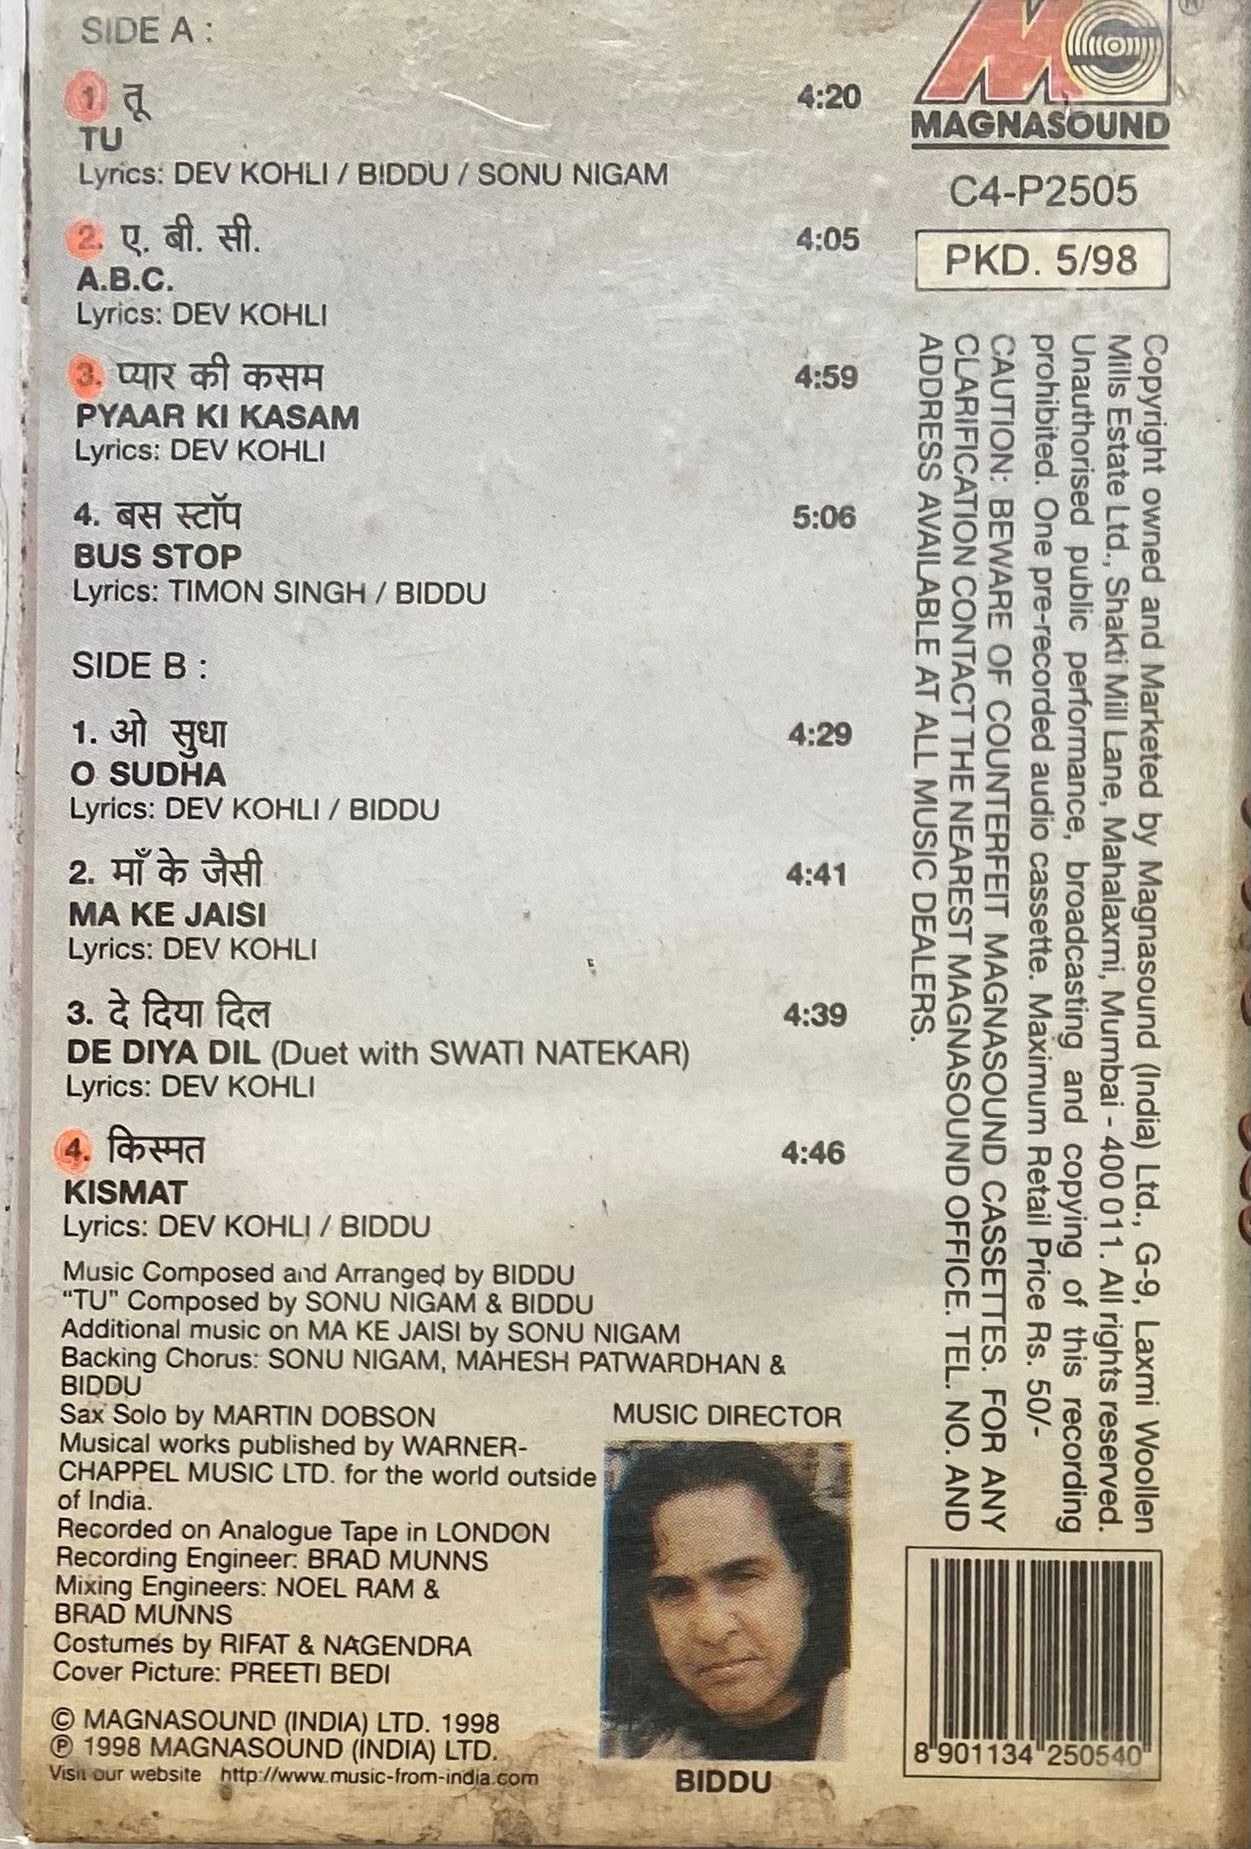 SIDE A :
1. तू 4:20
TU
Lyrics: DEV KOHLI / BIDDU / SONU NIGAM
2. ए. बी. सी. 4:05
A.B.C.
Lyrics: DEV KOHLI
3. प्यार की कसम 4:59
PYAAR KI KASAM
Lyrics: DEV KOHLI
4. बस स्टॉप 5:06
BUS STOP
Lyrics: TIMON SINGH / BIDDU
SIDE B :
1. ओ सुधा 4:29
O SUDHA
Lyrics: DEV KOHLI / BIDDU
2. माँ के जैसी 4:41
MA KE JAISI
Lyrics: DEV KOHLI
3. दे दिया दिल 4:39
DE DIYA DIL (Duet with SWATI NATEKAR)
Lyrics: DEV KOHLI
4. किस्मत 4:46
KISMAT
Lyrics: DEV KOHLI / BIDDU
Music Composed and Arranged by BIDDU
“TU” Composed by SONU NIGAM & BIDDU
Additional music on MA KE JAISI by SONU NIGAM
Backing Chorus: SONU NIGAM, MAHESH PATWARDHAN &
BIDDU
Sax Solo by MARTIN DOBSON
Musical works published by WARNER-
CHAPPEL MUSIC LTD. for the world outside
of India.
Recorded on Analogue Tape in LONDON
Recording Engineer: BRAD MUNNS
Mixing Engineers: NOEL RAM &
BRAD MUNNS
Costumes by RIFAT & NAGENDRA
Cover Picture: PREETI BEDI
© MAGNASOUND (INDIA) LTD. 1998
℗ 1998 MAGNASOUND (INDIA) LTD.
Visit our website http://www.music-from-india.com
MUSIC DIRECTOR
BIDDU
®
MAGNASOUND
C4-P2505
PKD. 5/98
Copyright owned and Marketed by Magnasound (India) Ltd., G-9, Laxmi Woollen
Mills Estate Ltd., Shakti Mill Lane, Mahalaxmi, Mumbai - 400 011. All rights reserved.
Unauthorised public performance, broadcasting and copying of this recording
prohibited. One pre-recorded audio cassette. Maximum Retail Price Rs. 50/-
CAUTION: BEWARE OF COUNTERFEIT MAGNASOUND CASSETTES. FOR ANY
CLARIFICATION CONTACT THE NEAREST MAGNASOUND OFFICE. TEL. NO. AND
ADDRESS AVAILABLE AT ALL MUSIC DEALERS.
8 901134 250540